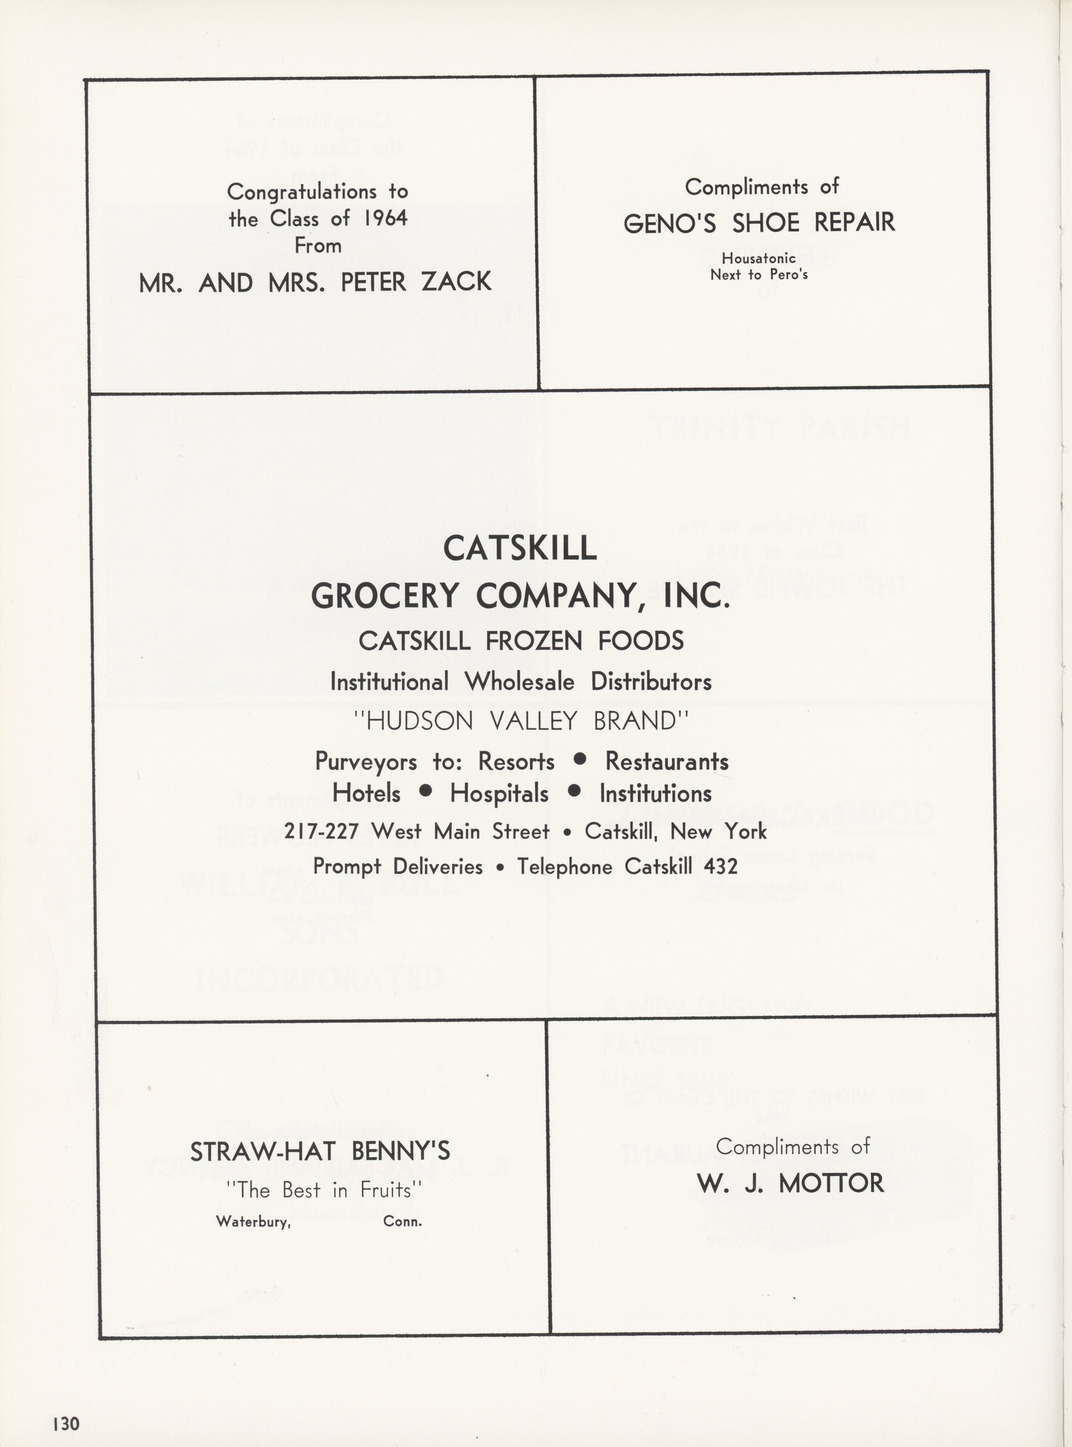 Congratulations to
the Class of 1964
From
MR. AND MRS. PETER ZACK
Compliments of
GENO'S SHOE REPAIR
Housatonic
Next to Pero's
CATSKILL
GROCERY COMPANY, INC.
CATSKILL FROZEN FOODS
Institutional Wholesale Distributors
"HUDSON VALLEY BRAND"
Purveyors to: Resorts • Restaurants
Hotels • Hospitals • Institutions
217-227 West Main Street • Catskill, New York
Prompt Deliveries • Telephone Catskill 432
STRAW-HAT BENNY'S
"The Best in Fruits"
Waterbury, Conn.
Compliments of
W. J. MOTTOR
130